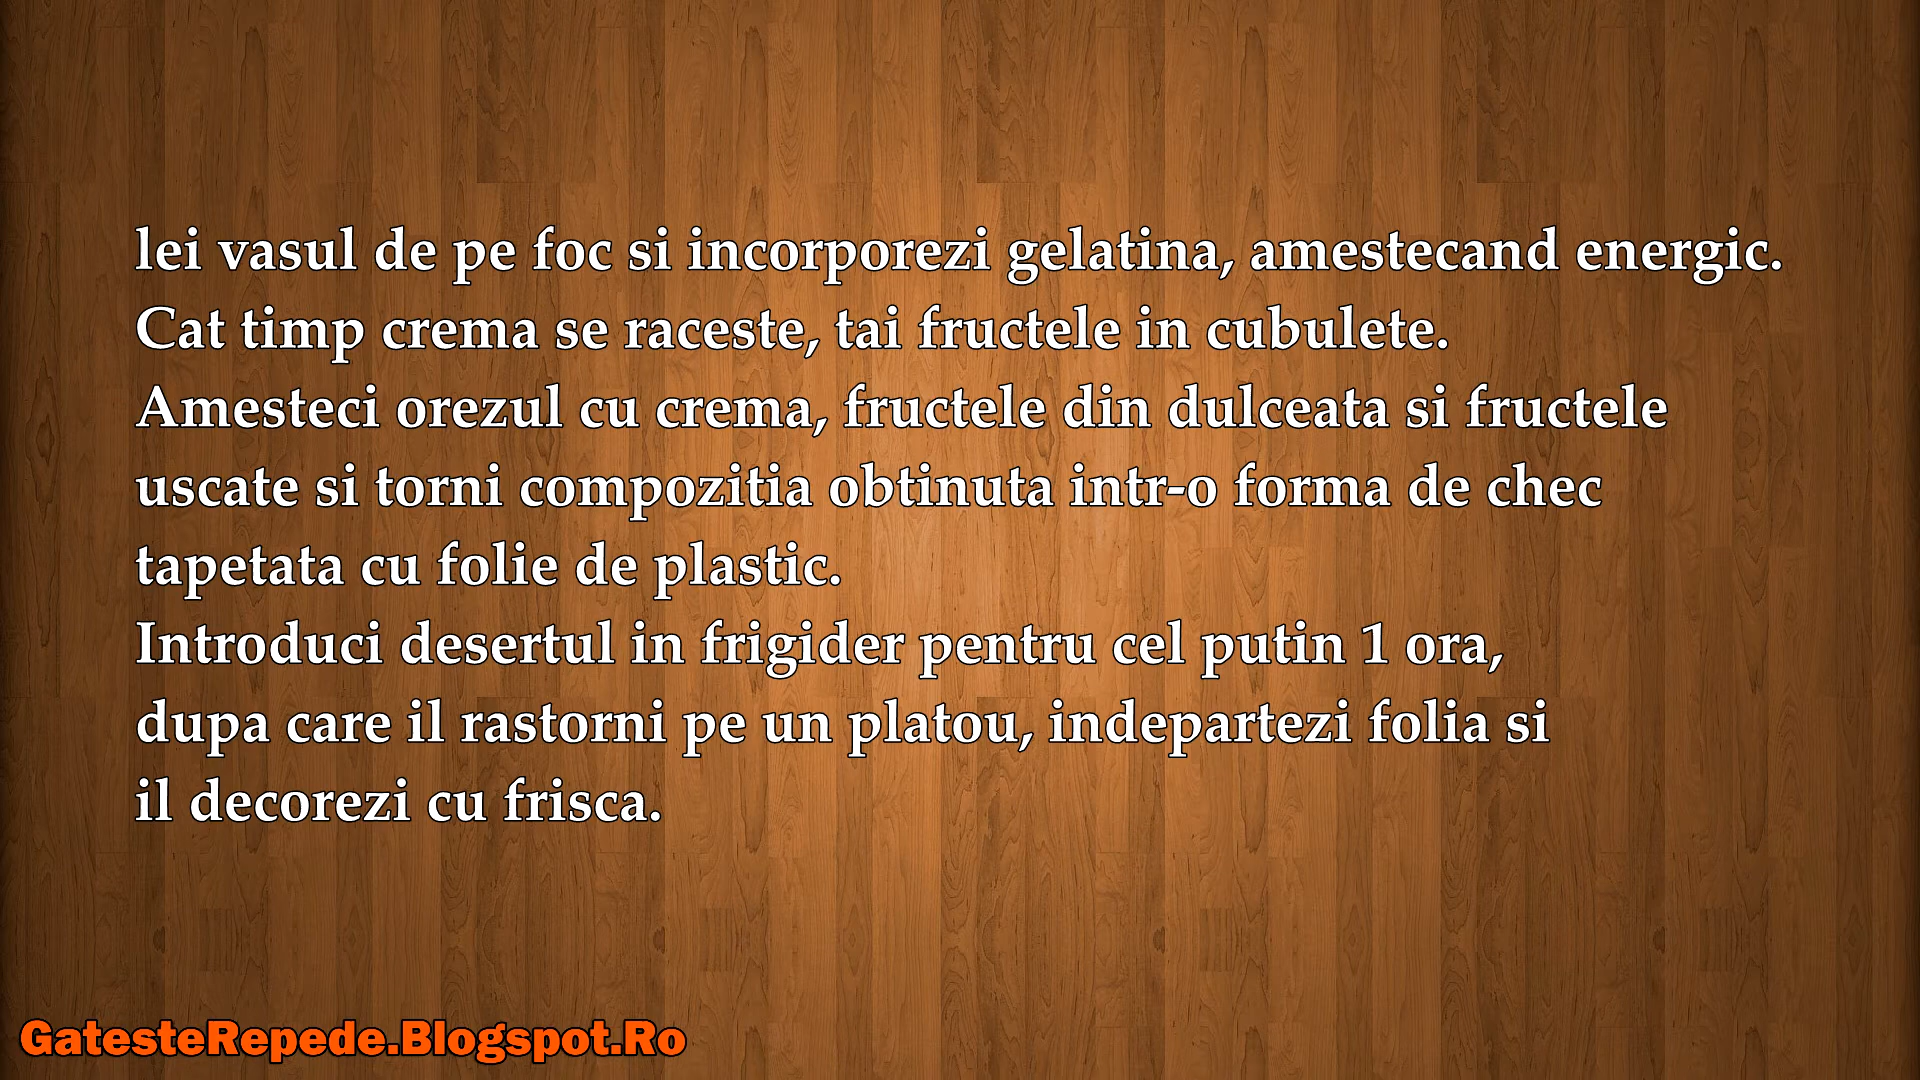 lei vasul de pe foc si incorporezi gelatina, amestecand energic.
Cat timp crema se raceste, tai fructele in cubulete.
Amesteci orezul cu crema, fructele din dulceata si fructele
uscate si torni compozitia obtinuta intr-o forma de chec
tapetata cu folie de plastic.
Introduci desertul in frigider pentru cel putin 1 ora,
dupa care il rastorni pe un platou, indepartezi folia si
il decorezi cu frisca.
GatesteRepede.Blogspot.Ro